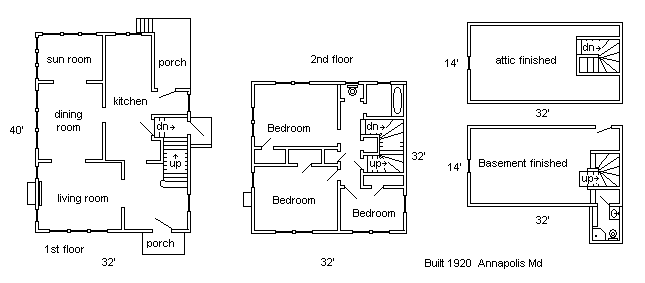 sun room
porch
kitchen
dining
room
dn
up
living room
porch
40'
1st floor
32'
2nd floor
Bedroom
dn
up
Bedroom
Bedroom
32'
32'
attic finished
dn
14'
32'
Basement finished
up
14'
32'
Built 1920 Annapolis Md